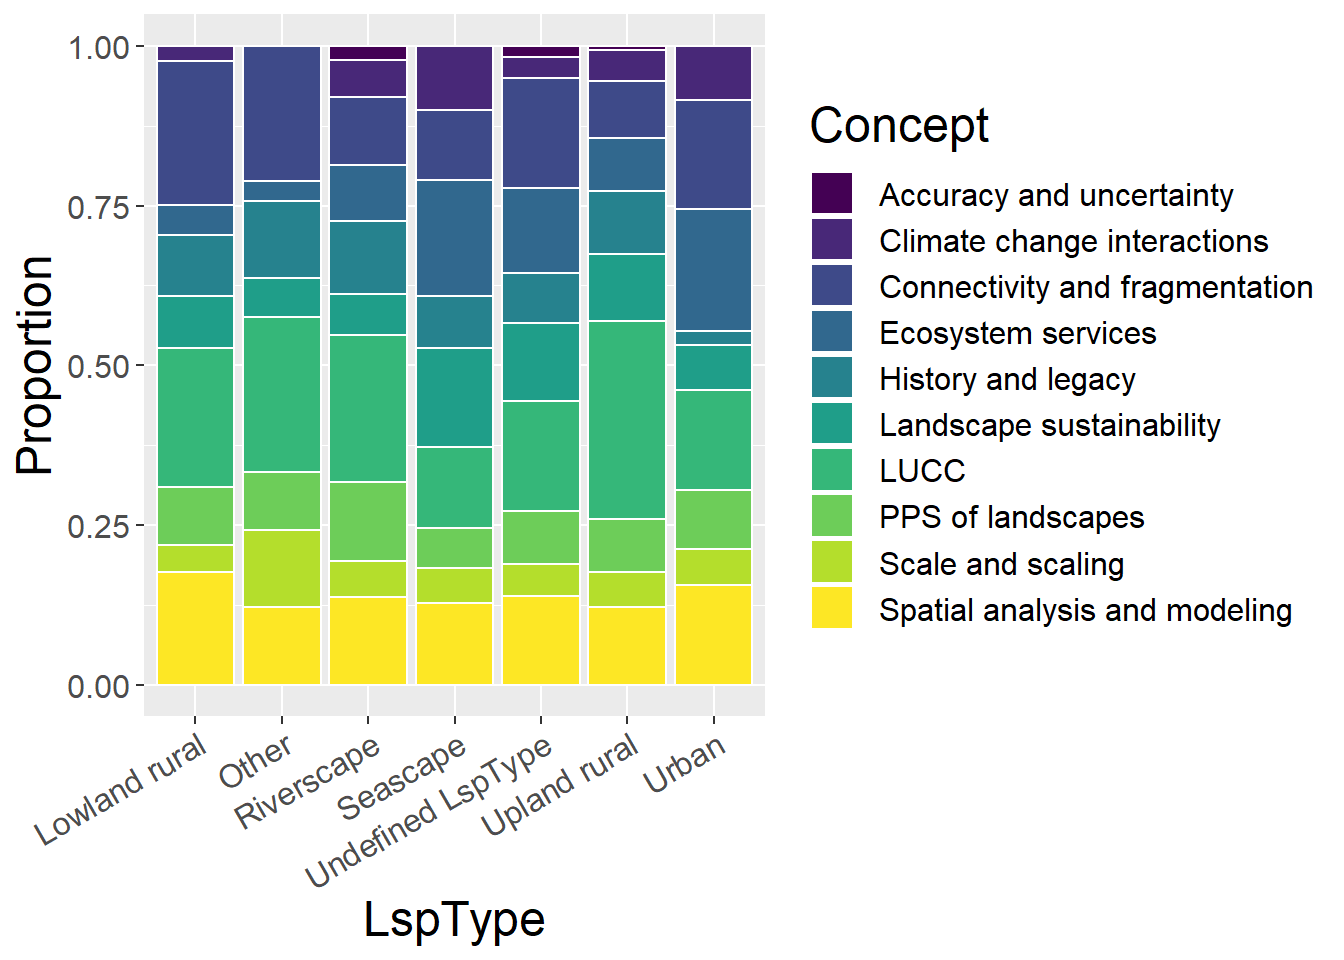 1.00
0.75
0.50
0.25
0.00
Proportion
Lowland rural
Other
Riverscape
Seascape
Undefined LspType
Upland rural
Urban
LspType
Concept
Accuracy and uncertainty
Climate change interactions
Connectivity and fragmentation
Ecosystem services
History and legacy
Landscape sustainability
LUCC
PPS of landscapes
Scale and scaling
Spatial analysis and modeling